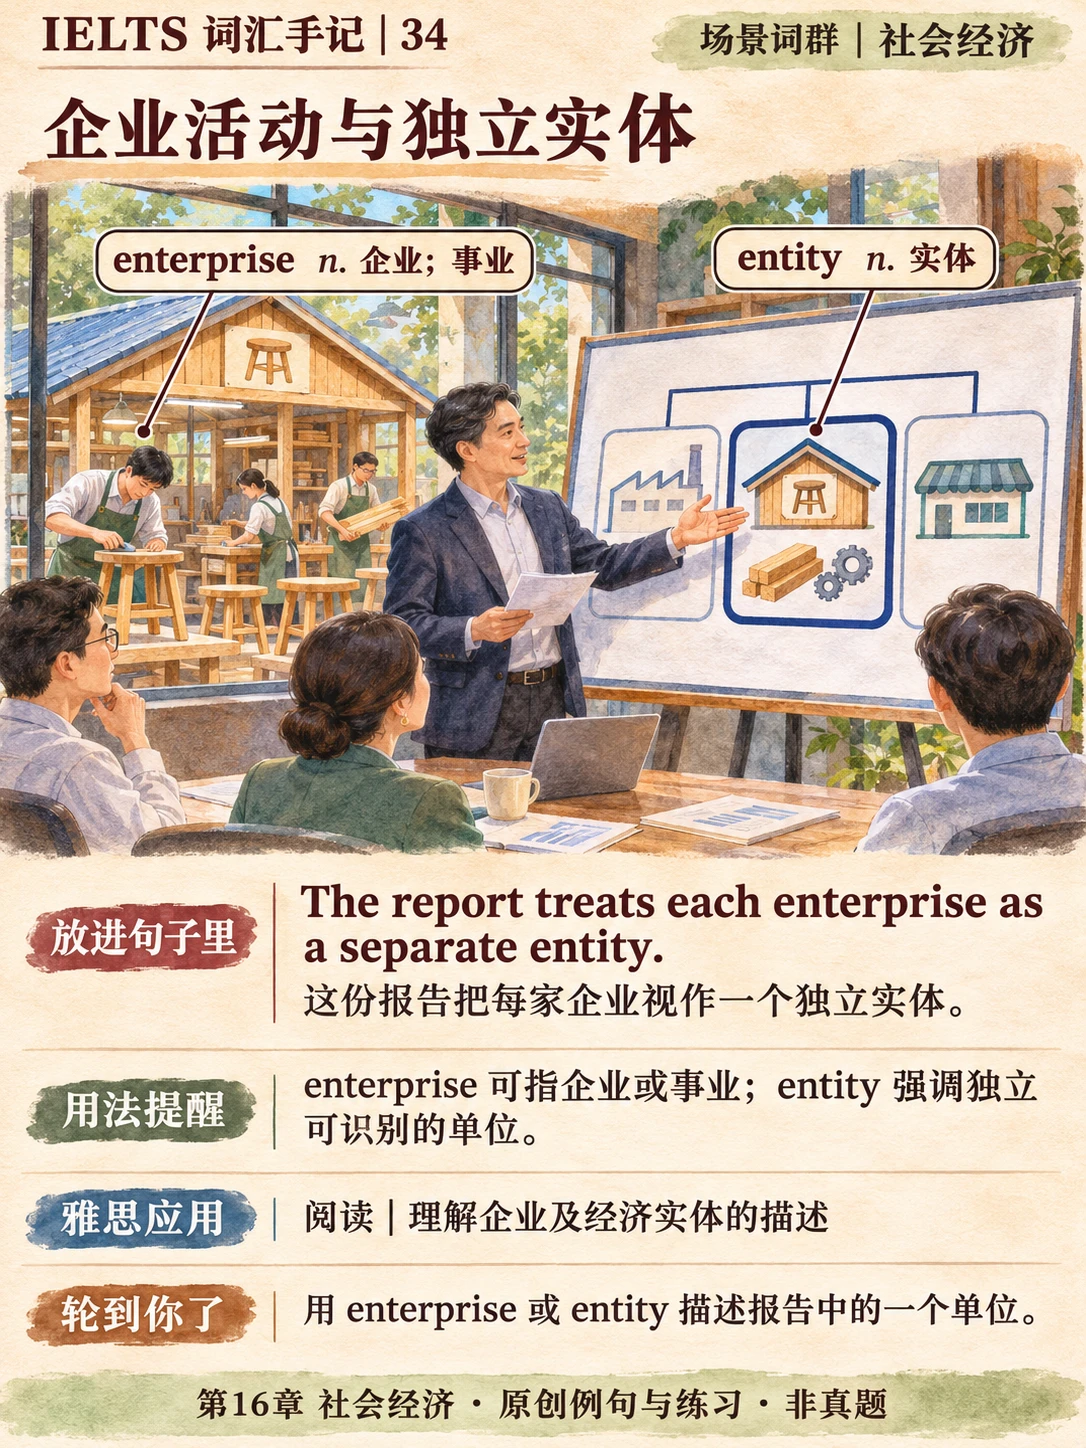 IELTS 词汇手记 | 34
场景词群 | 社会经济
企业活动与独立实体
enterprise n. 企业；事业
entity n. 实体
放进句子里
The report treats each enterprise as
a separate entity.
这份报告把每家企业视作一个独立实体。
用法提醒
enterprise 可指企业或事业；entity 强调独立
可识别的单位。
雅思应用
阅读 | 理解企业及经济实体的描述
轮到你了
用 enterprise 或 entity 描述报告中的一个单位。
第16章 社会经济 · 原创例句与练习 · 非真题